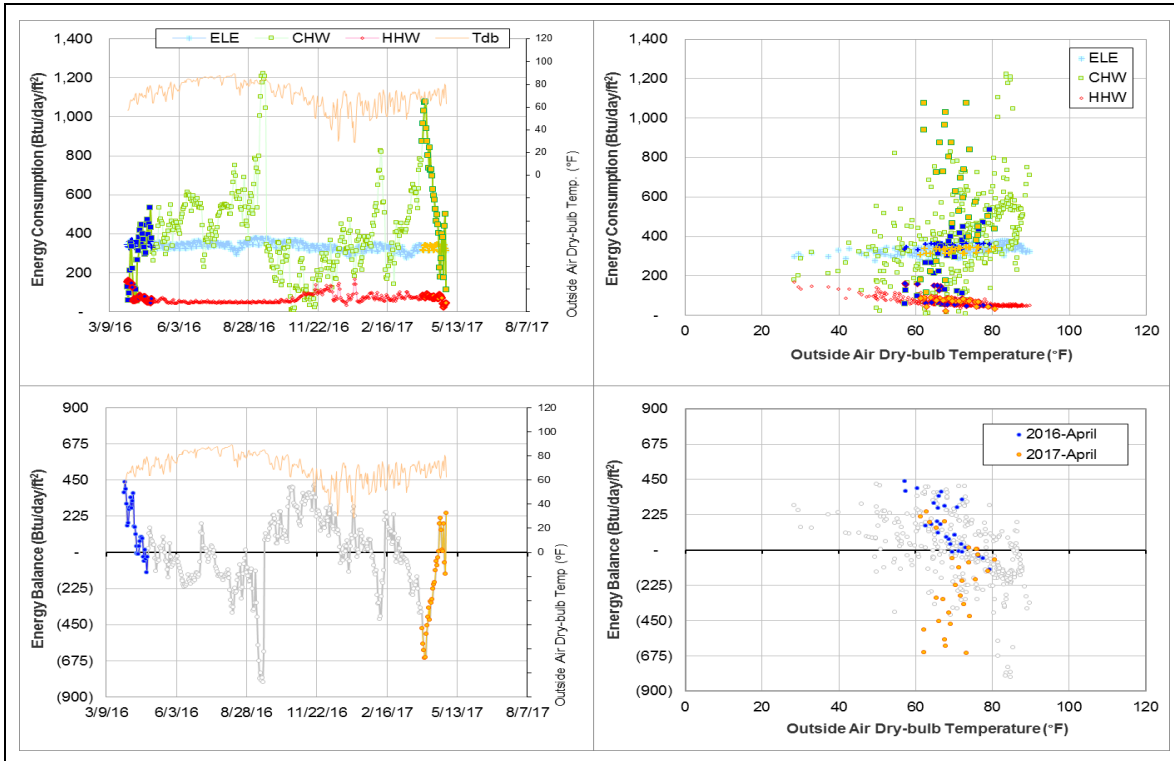 ELE CHW HHW Tdb
Energy Consumption (Btu/day/ft²)
1,400
1,200
1,000
800
600
400
200
-
120
100
80
60
40
20
0
Outside Air Dry-bulb Temp. (°F)
3/9/16 6/3/16 8/28/16 11/22/16 2/16/17 5/13/17 8/7/17
Energy Consumption (Btu/day/ft²)
1,400
1,200
1,000
800
600
400
200
-
ELE
CHW
HHW
0 20 40 60 80 100 120
Outside Air Dry-bulb Temperature (°F)
Energy Balance (Btu/day/ft²)
900
675
450
225
-
(225)
(450)
(675)
(900)
120
100
80
60
40
20
0
Outside Air Dry-bulb Temp (°F)
3/9/16 6/3/16 8/28/16 11/22/16 2/16/17 5/13/17 8/7/17
Energy Balance (Btu/day/ft²)
900
675
450
225
-
(225)
(450)
(675)
(900)
2016-April
2017-April
0 20 40 60 80 100 120
Outside Air Dry-bulb Temperature (°F)